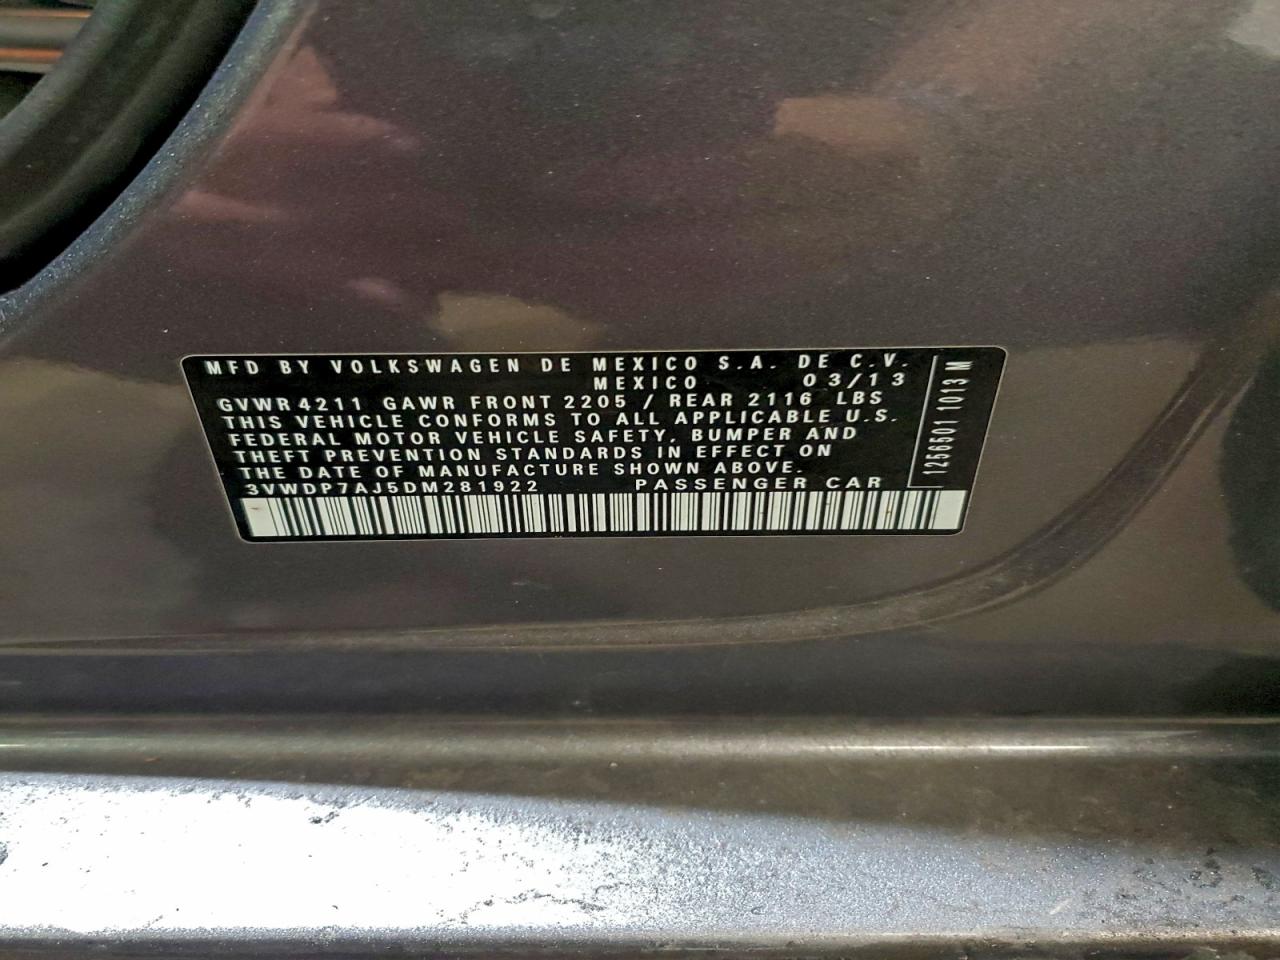 MFD BY VOLKSWAGEN DE MEXICO S.A. DE C.V.
MEXICO 03/13
GVWR 4211 GAWR FRONT 2205 / REAR 2116 LBS
THIS VEHICLE CONFORMS TO ALL APPLICABLE U.S.
FEDERAL MOTOR VEHICLE SAFETY, BUMPER AND
THEFT PREVENTION STANDARDS IN EFFECT ON
THE DATE OF MANUFACTURE SHOWN ABOVE.
3VWDP7AJ5DM281922 PASSENGER CAR
1256501 1013 M